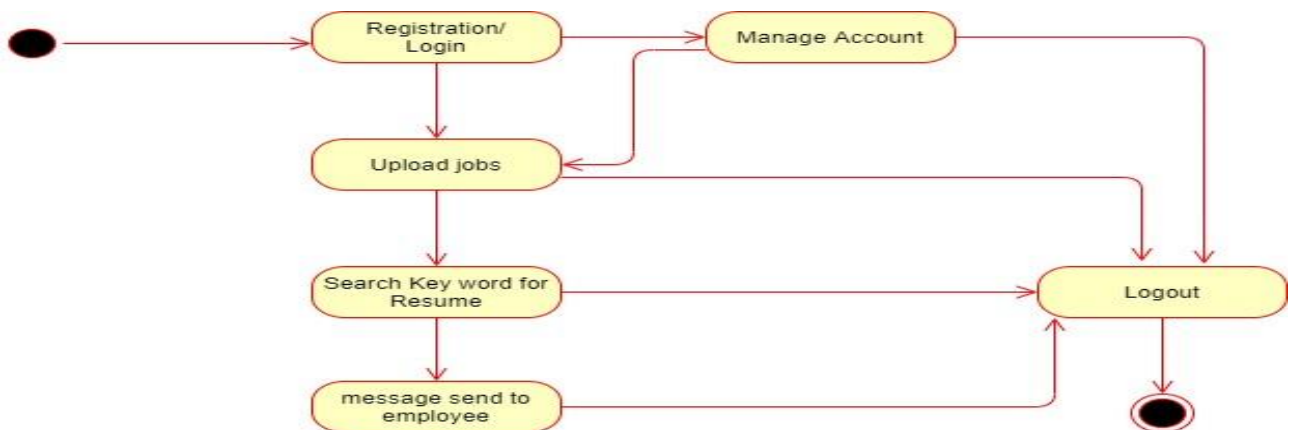 Registration/
Login
Manage Account
Upload jobs
Search Key word for
Resume
Logout
message send to
employee